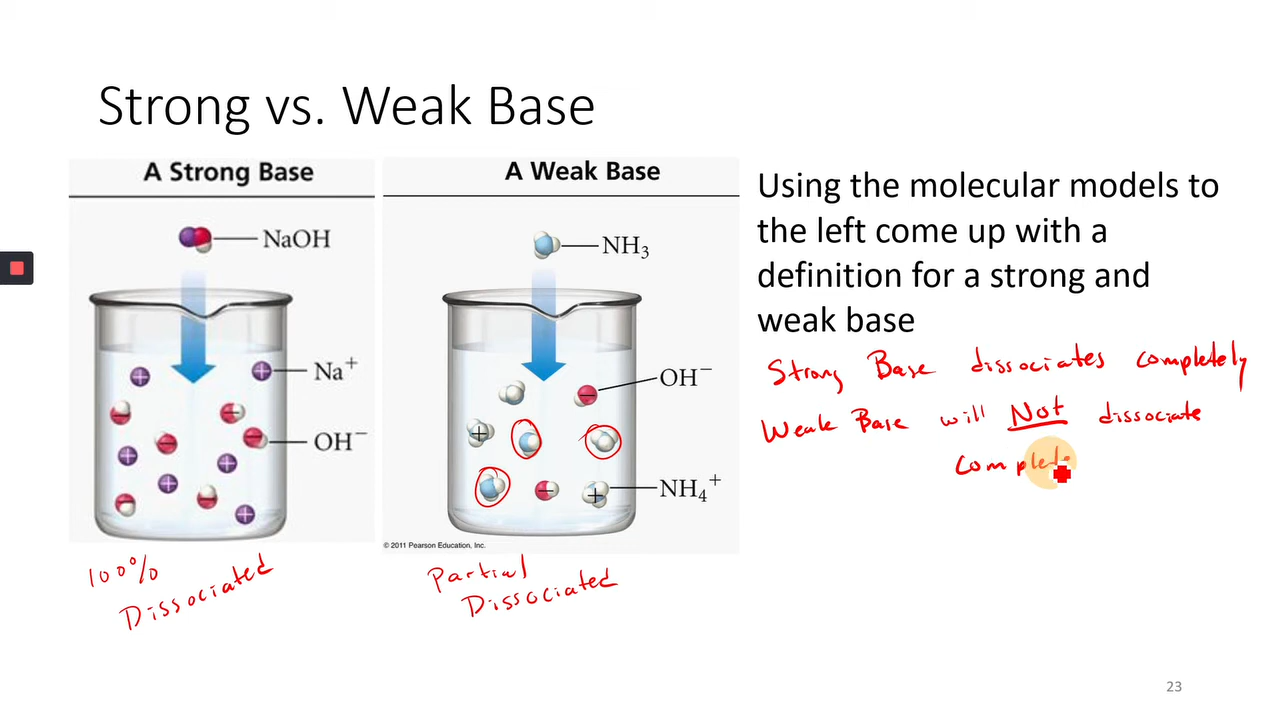 Strong vs. Weak Base
A Strong Base
NaOH
Na⁺
OH⁻
100%
Dissociated
A Weak Base
NH₃
OH⁻
NH₄⁺
© 2011 Pearson Education, Inc.
Partial
Dissociated
Using the molecular models to
the left come up with a
definition for a strong and
weak base
Strong Base dissociates completely
Weak Base will Not dissociate
complete
23